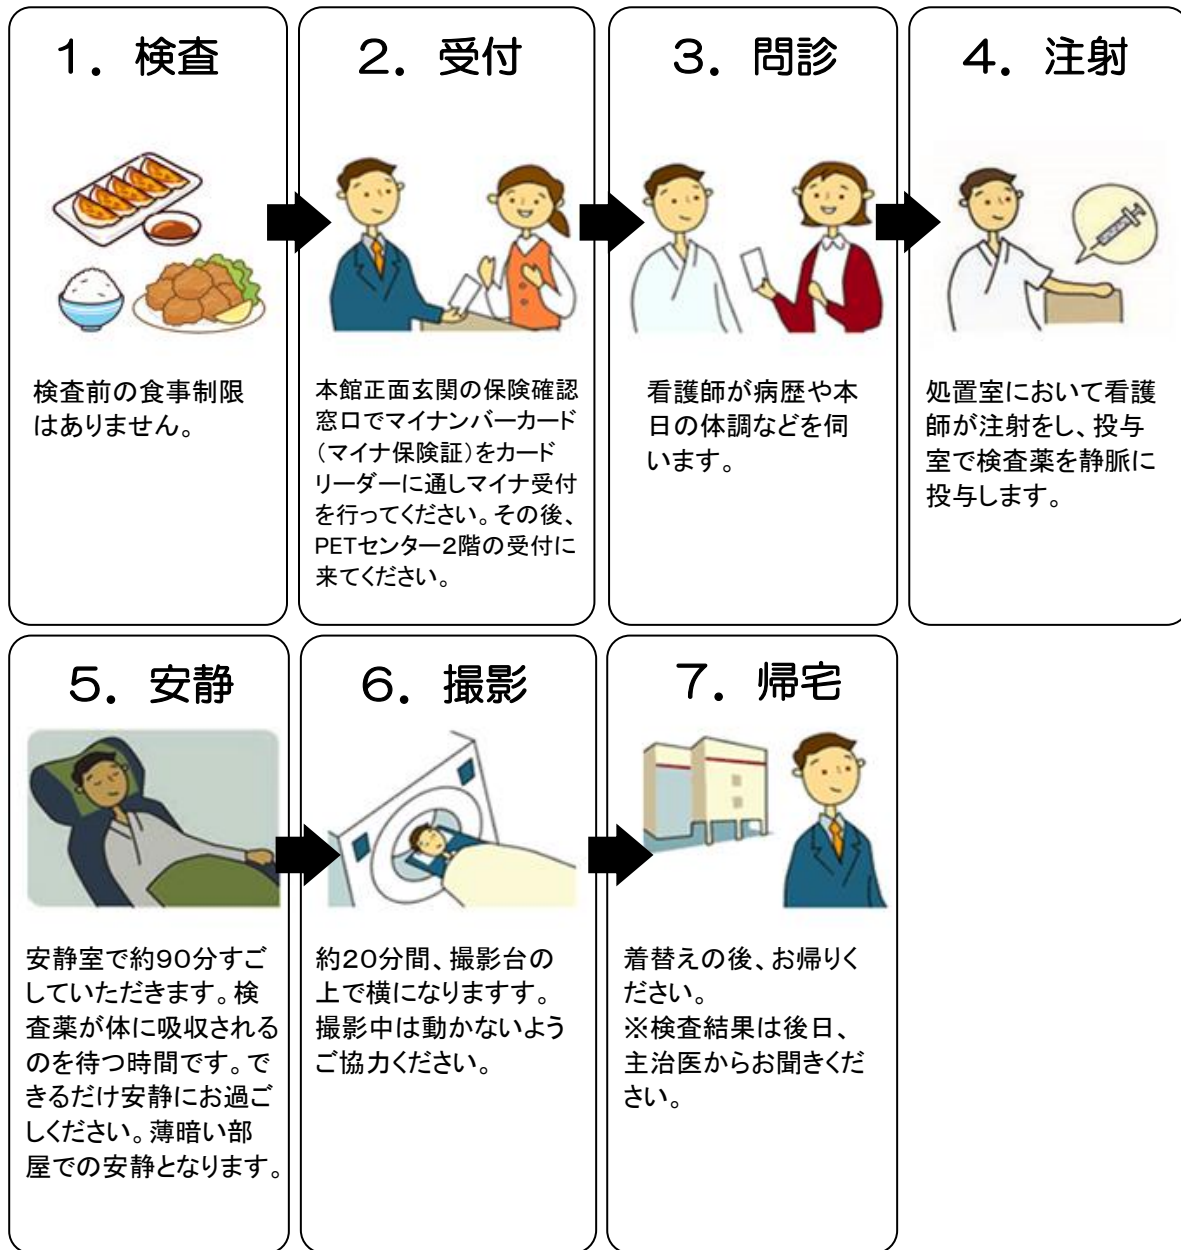 1. 検査
検査前の食事制限
はありません。
2. 受付
本館正面玄関の保険確認
窓口でマイナンバーカード
(マイナ保険証)をカード
リーダーに通しマイナ受付
を行ってください。その後、
PETセンター2階の受付に
来てください。
3. 問診
看護師が病歴や本
日の体調などを伺
います。
4. 注射
処置室において看護
師が注射をし、投与
室で検査薬を静脈に
投与します。
5. 安静
安静室で約90分すご
していただきます。検
査薬が体に吸収される
のを待つ時間です。で
きるだけ安静にお過ご
しください。薄暗い部
屋での安静となります。
6. 撮影
約20分間、撮影台の
上で横になりますす。
撮影中は動かないよう
ご協力ください。
7. 帰宅
着替えの後、お帰りく
ださい。
※検査結果は後日、
主治医からお聞きくだ
さい。